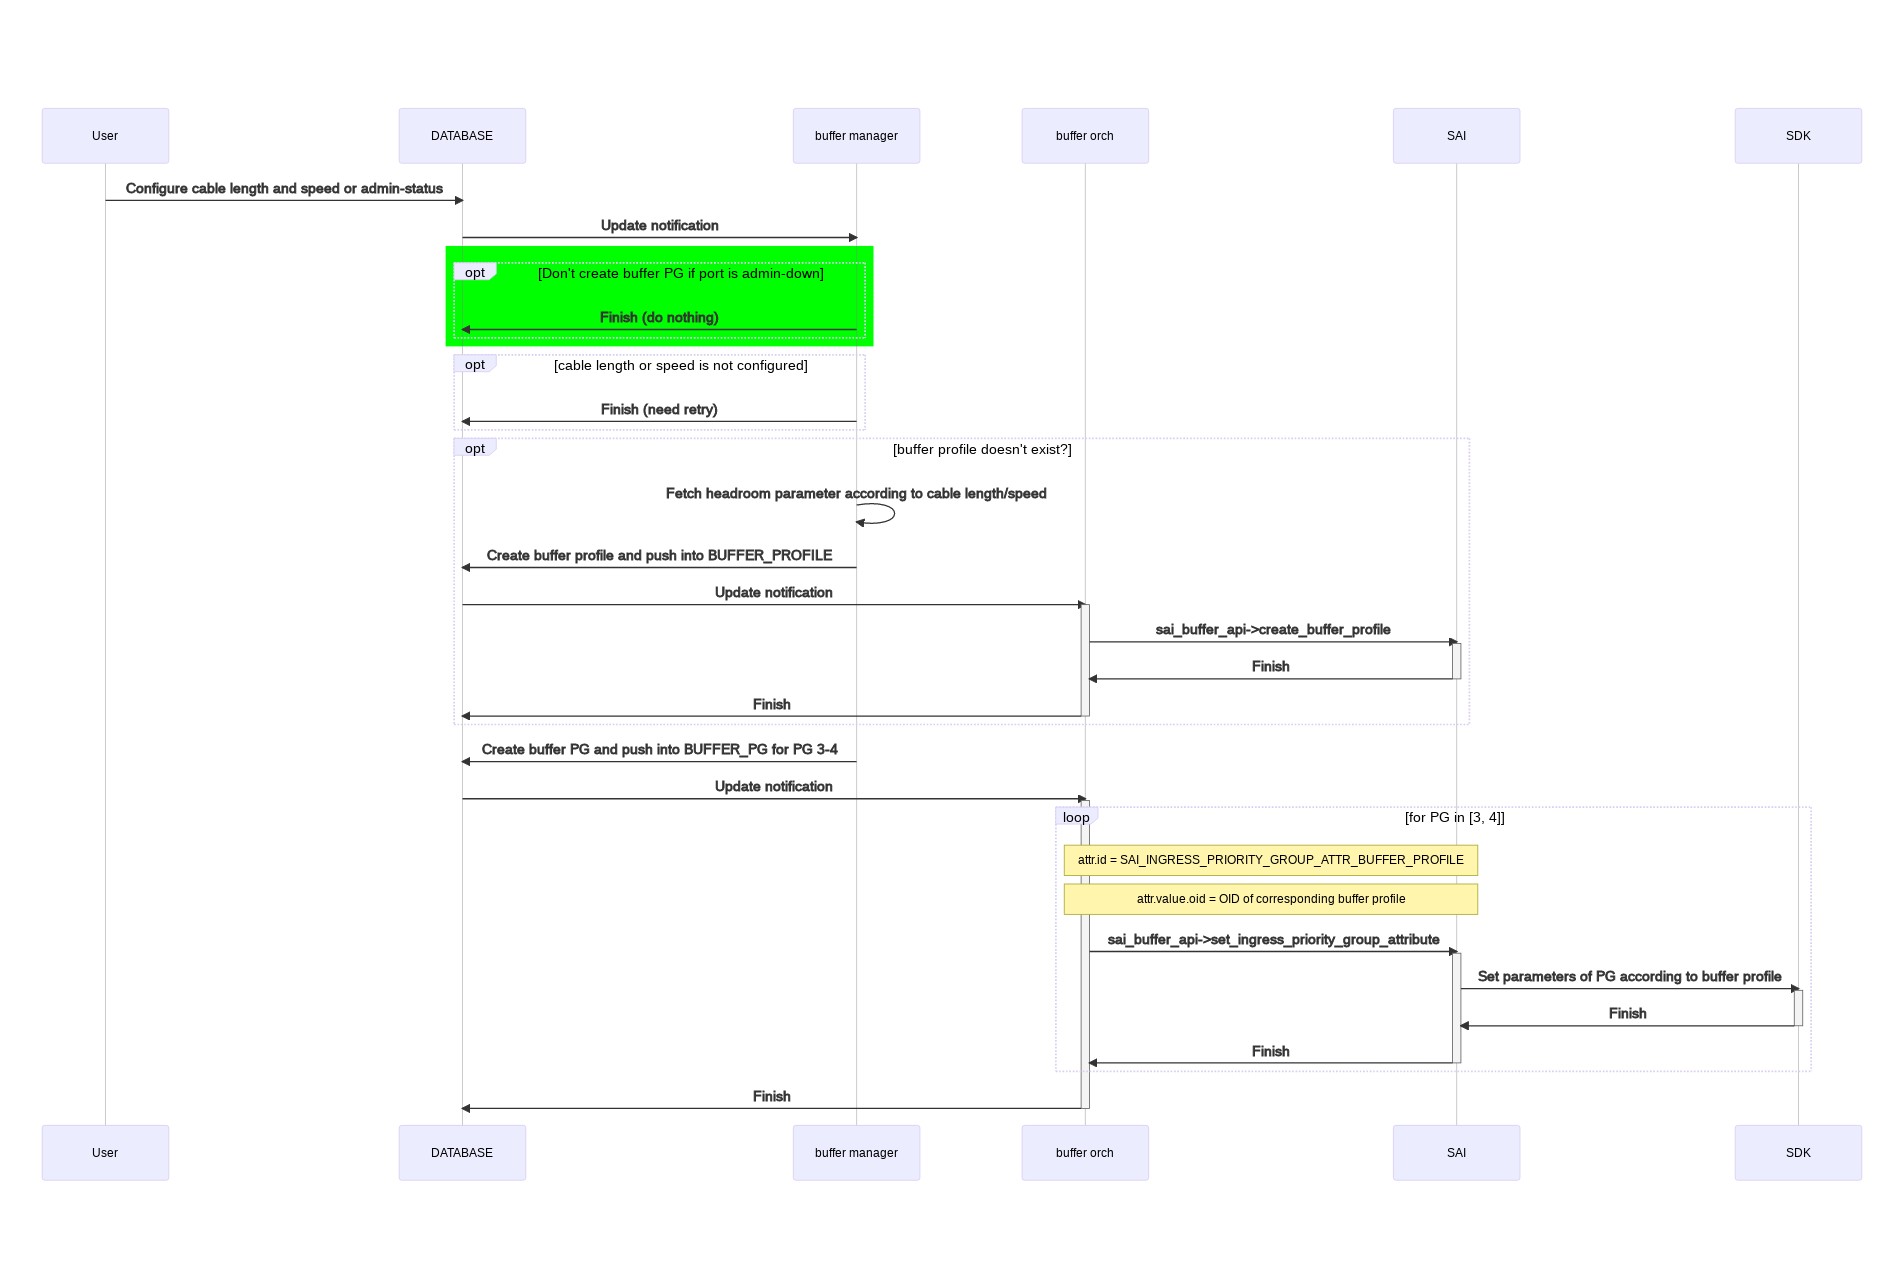 User
DATABASE
buffer manager
buffer orch
SAI
SDK
Configure cable length and speed or admin-status
Update notification
opt
[Don't create buffer PG if port is admin-down]
Finish (do nothing)
opt
[cable length or speed is not configured]
Finish (need retry)
opt
[buffer profile doesn't exist?]
Fetch headroom parameter according to cable length/speed
Create buffer profile and push into BUFFER_PROFILE
Update notification
sai_buffer_api->create_buffer_profile
Finish
Finish
Create buffer PG and push into BUFFER_PG for PG 3-4
Update notification
loop
[for PG in [3, 4]]
attr.id = SAI_INGRESS_PRIORITY_GROUP_ATTR_BUFFER_PROFILE
attr.value.oid = OID of corresponding buffer profile
sai_buffer_api->set_ingress_priority_group_attribute
Set parameters of PG according to buffer profile
Finish
Finish
Finish
User
DATABASE
buffer manager
buffer orch
SAI
SDK